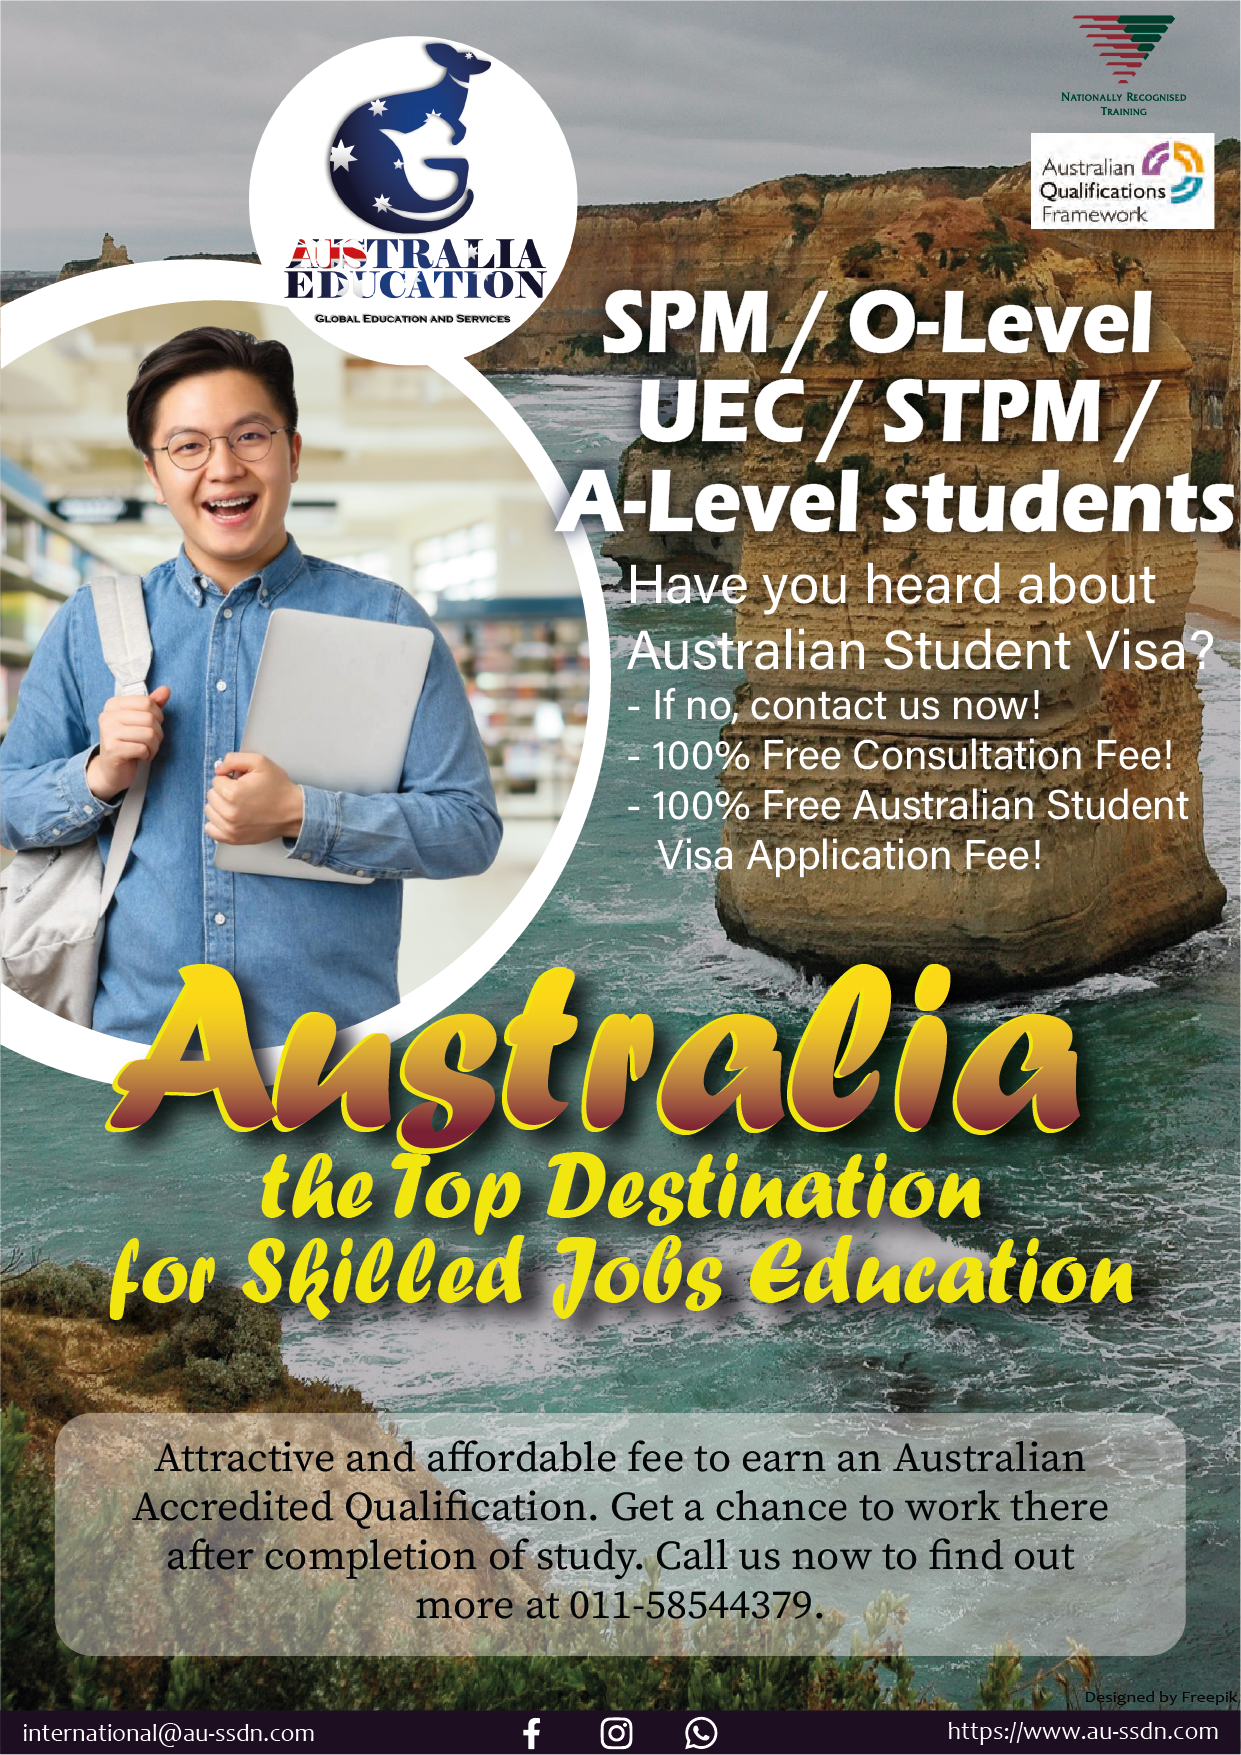 NATIONALLY RECOGNISED
TRAINING
Australian
Qualifications
Framework
AUSTRALIA
EDUCATION
GLOBAL EDUCATION AND SERVICES
SPM / O-Level
UEC / STPM /
A-Level students
Have you heard about
Australian Student Visa?
- If no, contact us now!
- 100% Free Consultation Fee!
- 100% Free Australian Student
Visa Application Fee!
Australia
the Top Destination
for Skilled Jobs Education
Attractive and affordable fee to earn an Australian
Accredited Qualification. Get a chance to work there
after completion of study. Call us now to find out
more at 011-58544379.
Designed by Freepik
international@au-ssdn.com
https://www.au-ssdn.com